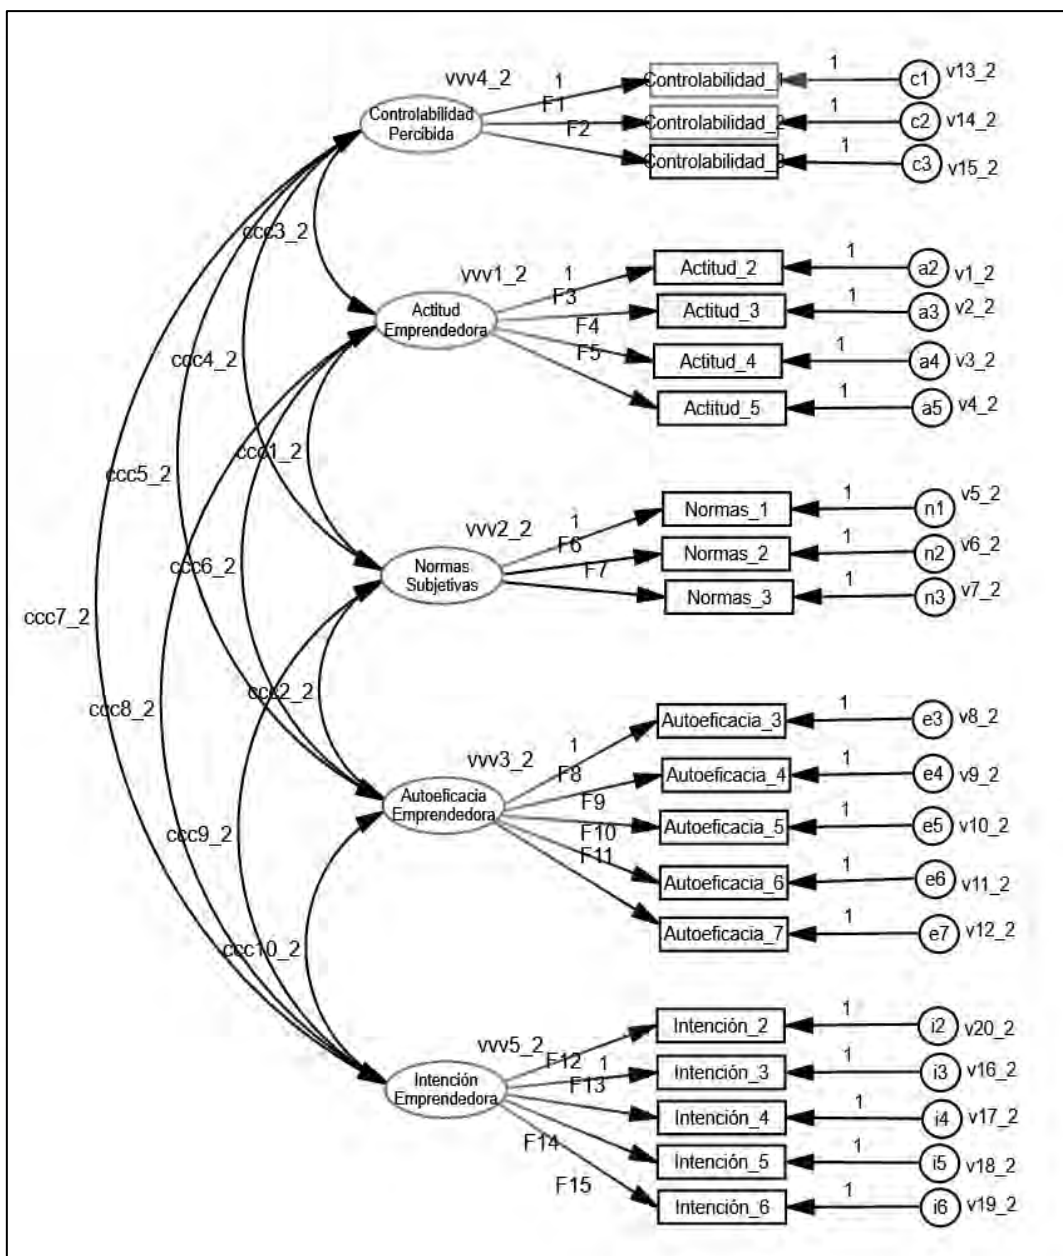 vvv4_2
1
F1
F2
Controlabilidad
Percibida
Controlabilidad_1
1
c1
v13_2
Controlabilidad_2
1
c2
v14_2
Controlabilidad_3
1
c3
v15_2
ccc3_2
vvv1_2
1
F3
F4
F5
Actitud
Emprendedora
Actitud_2
1
a2
v1_2
Actitud_3
1
a3
v2_2
Actitud_4
1
a4
v3_2
Actitud_5
1
a5
v4_2
ccc4_2
ccc1_2
ccc5_2
vvv2_2
1
F6
F7
Normas
Subjetivas
Normas_1
1
n1
v5_2
Normas_2
1
n2
v6_2
Normas_3
1
n3
v7_2
ccc6_2
ccc7_2
ccc2_2
ccc8_2
vvv3_2
1
F8
F9
F10
F11
Autoeficacia
Emprendedora
Autoeficacia_3
1
e3
v8_2
Autoeficacia_4
1
e4
v9_2
Autoeficacia_5
1
e5
v10_2
Autoeficacia_6
1
e6
v11_2
Autoeficacia_7
1
e7
v12_2
ccc9_2
ccc10_2
vvv5_2
F12
1
F13
F14
F15
Intención
Emprendedora
Intención_2
1
i2
v20_2
Intención_3
1
i3
v16_2
Intención_4
1
i4
v17_2
Intención_5
1
i5
v18_2
Intención_6
1
i6
v19_2